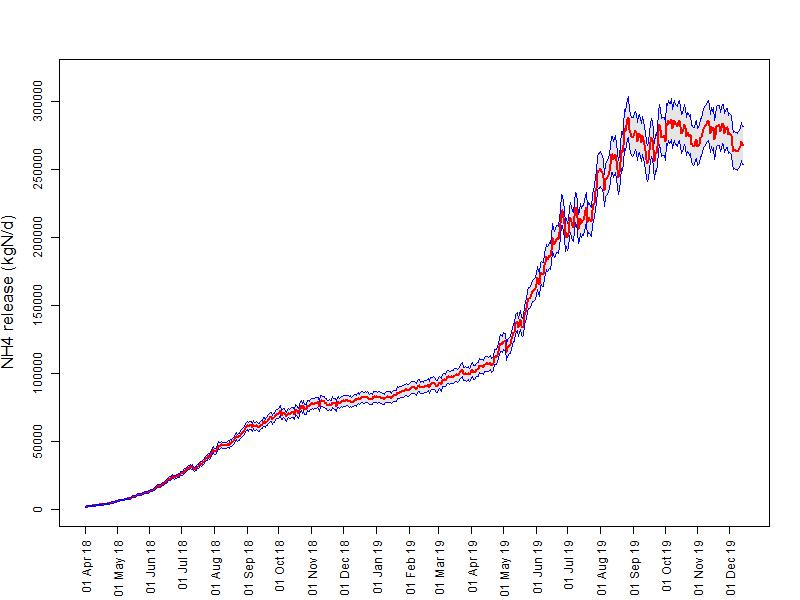 NH4 release (kgN/d)
300000
250000
200000
150000
100000
50000
0
01 Apr 18
01 May 18
01 Jun 18
01 Jul 18
01 Aug 18
01 Sep 18
01 Oct 18
01 Nov 18
01 Dec 18
01 Jan 19
01 Feb 19
01 Mar 19
01 Apr 19
01 May 19
01 Jun 19
01 Jul 19
01 Aug 19
01 Sep 19
01 Oct 19
01 Nov 19
01 Dec 19